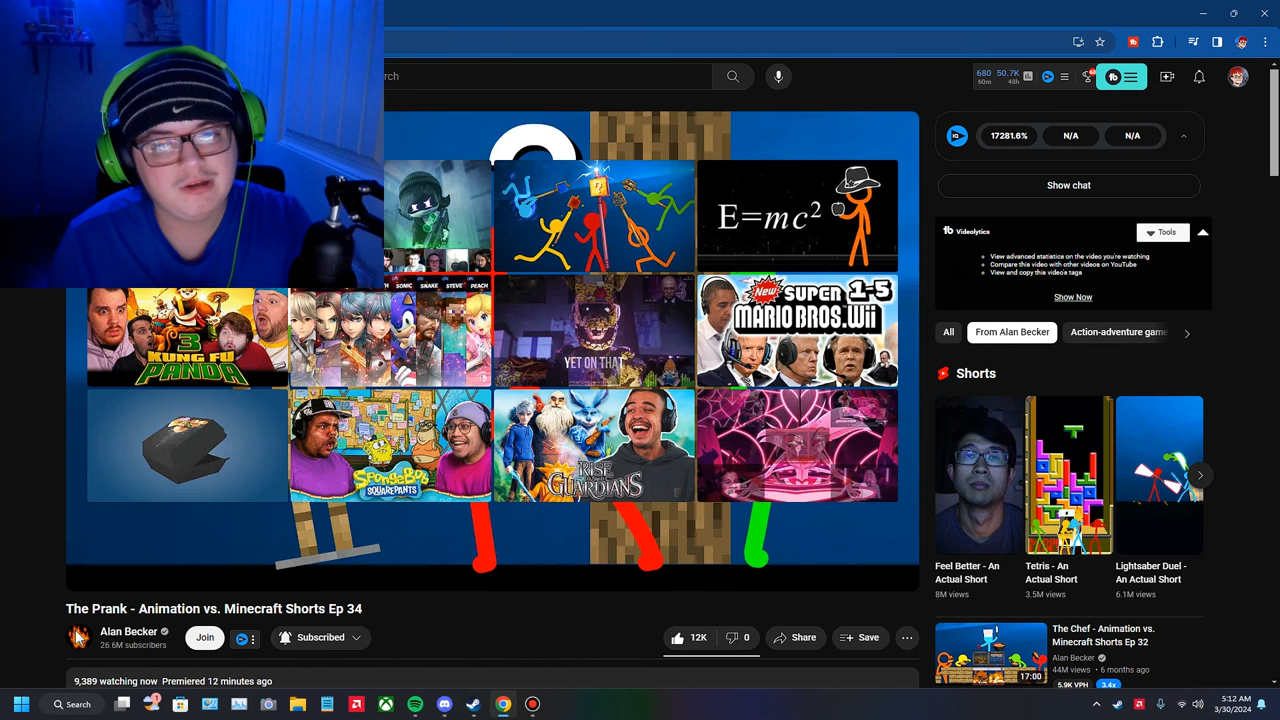 rch
680 50.7K
60m 48h
17281.6% N/A N/A
Show chat
Videolytics
Tools
View advanced statistics on the video you're watching
Compare this video with other videos on YouTube
View and copy this video's tags
Show Now
All
From Alan Becker
Action-adventure game
E=mc²
SONIC SNAKE STEVE PEACH
3
KUNG FU
PANDA
YET ON THAT
New
SUPER 1-5
MARIO BROS.Wii
SpongeBob
SQUAREPANTS
RISE
OF THE
GUARDIANS
Shorts
Feel Better - An
Actual Short
8M views
Tetris - An
Actual Short
3.5M views
Lightsaber Duel -
An Actual Short
6.1M views
The Prank - Animation vs. Minecraft Shorts Ep 34
Alan Becker
26.6M subscribers
Join
Subscribed
12K
0
Share
Save
9,389 watching now Premiered 12 minutes ago
The Chef - Animation vs.
Minecraft Shorts Ep 32
Alan Becker
44M views • 6 months ago
5.9K VPH 3.4x
17:00
Search
5:12 AM
3/30/2024